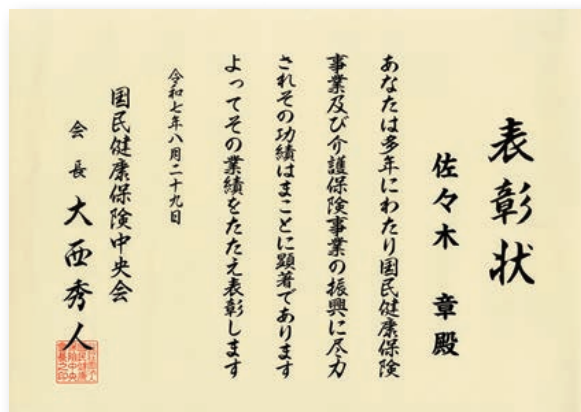 表彰状
佐々木 章殿
あなたは多年にわたり国民健康保険
事業及び介護保険事業の振興に尽力
されその功績はまことに顕著であります
よってその業績をたたえ表彰します
令和七年八月二十九日
国民健康保険中央会
会長 大西秀人